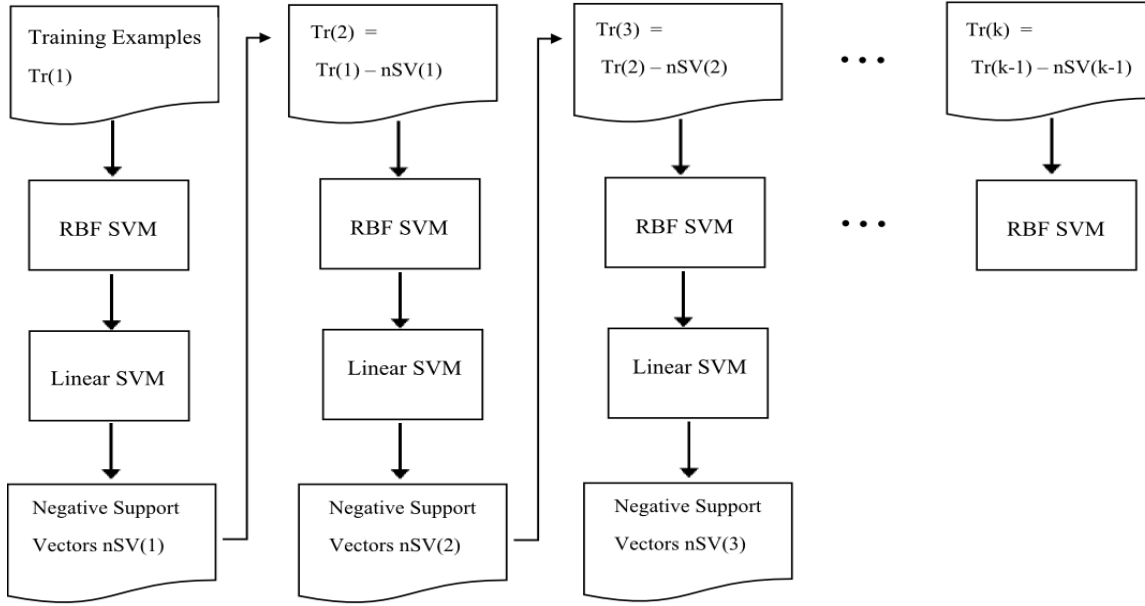 Training Examples
Tr(1)
RBF SVM
Linear SVM
Negative Support
Vectors nSV(1)
Tr(2) =
Tr(1) – nSV(1)
RBF SVM
Linear SVM
Negative Support
Vectors nSV(2)
Tr(3) =
Tr(2) – nSV(2)
RBF SVM
Linear SVM
Negative Support
Vectors nSV(3)
• • •
• • •
Tr(k) =
Tr(k-1) – nSV(k-1)
RBF SVM